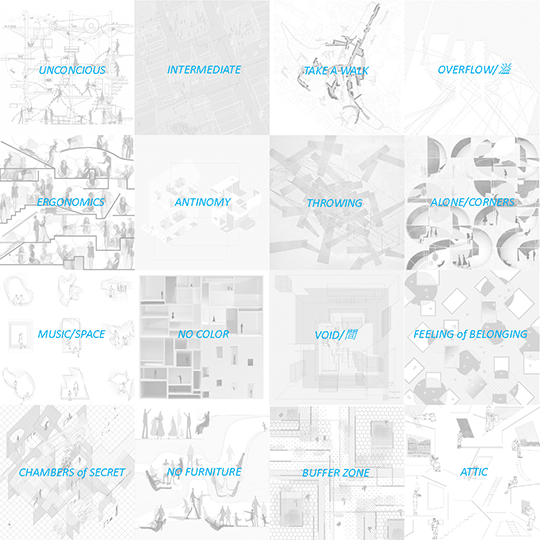 UNCONCIOUS
INTERMEDIATE
TAKE A WALK
OVERFLOW/溢
ERGONOMICS
ANTINOMY
THROWING
ALONE/CORNERS
MUSIC/SPACE
NO COLOR
VOID/間
FEELING of BELONGING
CHAMBERS of SECRET
NO FURNITURE
BUFFER ZONE
ATTIC